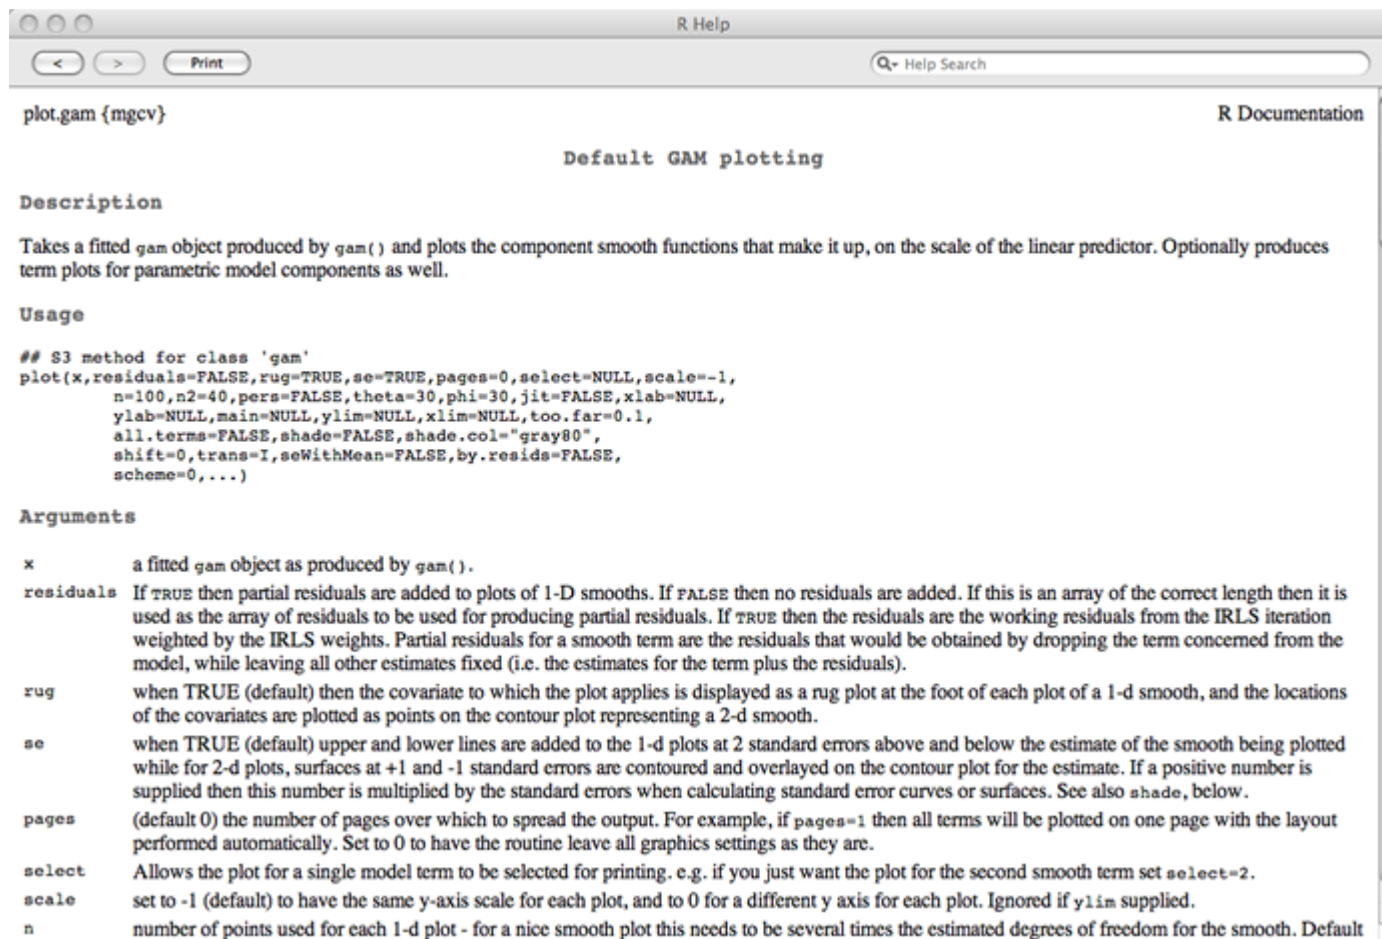 R Help
< > Print Help Search
plot.gam {mgcv} R Documentation
Default GAM plotting
Description
Takes a fitted gam object produced by gam() and plots the component smooth functions that make it up, on the scale of the linear predictor. Optionally produces
term plots for parametric model components as well.
Usage
## S3 method for class 'gam'
plot(x,residuals=FALSE,rug=TRUE,se=TRUE,pages=0,select=NULL,scale=-1,
n=100,n2=40,pers=FALSE,theta=30,phi=30,jit=FALSE,xlab=NULL,
ylab=NULL,main=NULL,ylim=NULL,xlim=NULL,too.far=0.1,
all.terms=FALSE,shade=FALSE,shade.col="gray80",
shift=0,trans=I,seWithMean=FALSE,by.resids=FALSE,
scheme=0,...)
Arguments
x a fitted gam object as produced by gam().
residuals If TRUE then partial residuals are added to plots of 1-D smooths. If FALSE then no residuals are added. If this is an array of the correct length then it is
used as the array of residuals to be used for producing partial residuals. If TRUE then the residuals are the working residuals from the IRLS iteration
weighted by the IRLS weights. Partial residuals for a smooth term are the residuals that would be obtained by dropping the term concerned from the
model, while leaving all other estimates fixed (i.e. the estimates for the term plus the residuals).
rug when TRUE (default) then the covariate to which the plot applies is displayed as a rug plot at the foot of each plot of a 1-d smooth, and the locations
of the covariates are plotted as points on the contour plot representing a 2-d smooth.
se when TRUE (default) upper and lower lines are added to the 1-d plots at 2 standard errors above and below the estimate of the smooth being plotted
while for 2-d plots, surfaces at +1 and -1 standard errors are contoured and overlayed on the contour plot for the estimate. If a positive number is
supplied then this number is multiplied by the standard errors when calculating standard error curves or surfaces. See also shade, below.
pages (default 0) the number of pages over which to spread the output. For example, if pages=1 then all terms will be plotted on one page with the layout
performed automatically. Set to 0 to have the routine leave all graphics settings as they are.
select Allows the plot for a single model term to be selected for printing. e.g. if you just want the plot for the second smooth term set select=2.
scale set to -1 (default) to have the same y-axis scale for each plot, and to 0 for a different y axis for each plot. Ignored if ylim supplied.
n number of points used for each 1-d plot - for a nice smooth plot this needs to be several times the estimated degrees of freedom for the smooth. Default